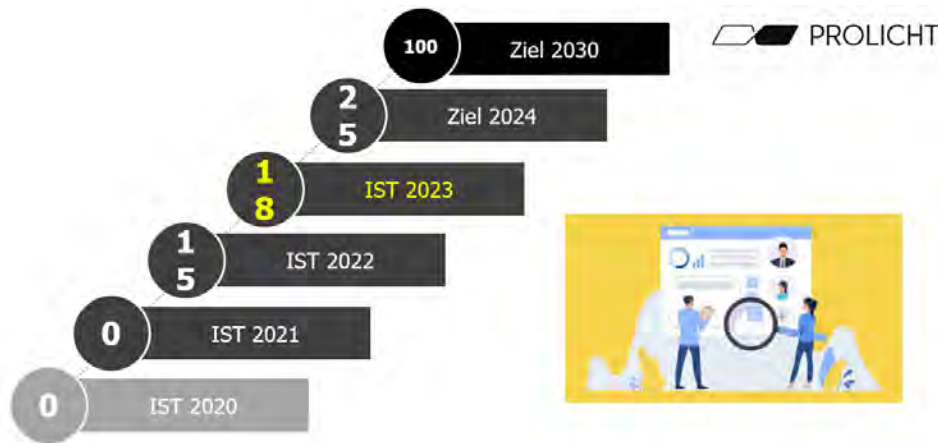 100 Ziel 2030
PROLICHT
2
5
Ziel 2024
1
8
IST 2023
1
5
IST 2022
0 IST 2021
0 IST 2020